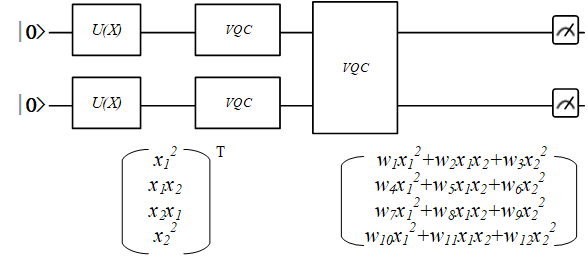 |0> U(X) VQC
VQC
|0> U(X) VQC
T
x₁² w₁x₁²+w₂x₁x₂+w₃x₂²
x₁x₂ w₄x₁²+w₅x₁x₂+w₆x₂²
x₂x₁ w₇x₁²+w₈x₁x₂+w₉x₂²
x₂² w₁₀x₁²+w₁₁x₁x₂+w₁₂x₂²